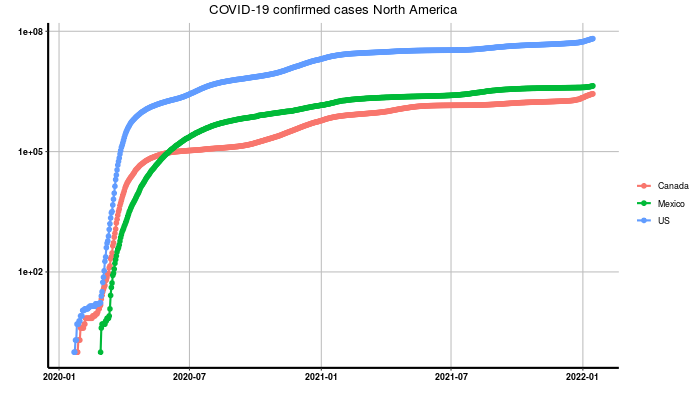 COVID-19 confirmed cases North America
1e+08
1e+05
1e+02
2020-01
2020-07
2021-01
2021-07
2022-01
Canada
Mexico
US